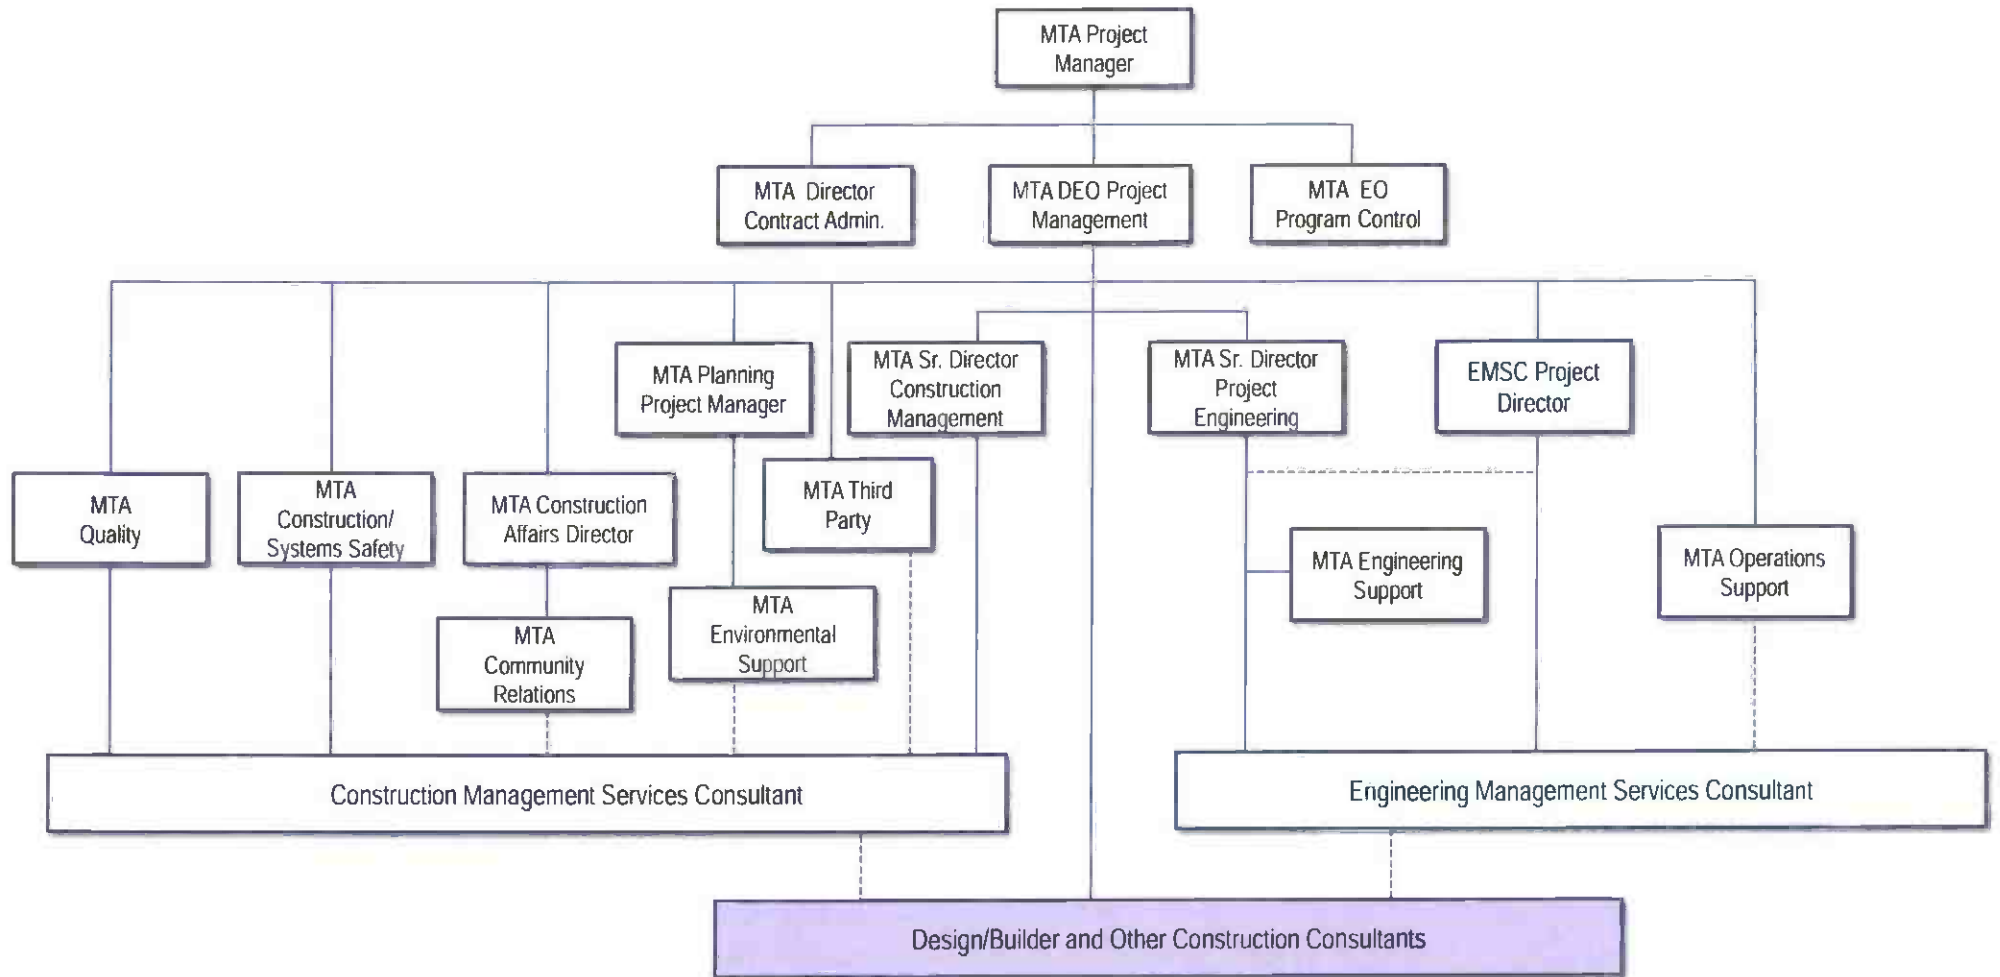 MTA Project
Manager
MTA Director
Contract Admin.
MTA DEO Project
Management
MTA EO
Program Control
MTA Planning
Project Manager
MTA Sr. Director
Construction
Management
MTA Sr. Director
Project
Engineering
EMSC Project
Director
MTA
Quality
MTA
Construction/
Systems Safety
MTA Construction
Affairs Director
MTA Third
Party
MTA Engineering
Support
MTA Operations
Support
MTA
Community
Relations
MTA
Environmental
Support
Construction Management Services Consultant
Engineering Management Services Consultant
Design/Builder and Other Construction Consultants